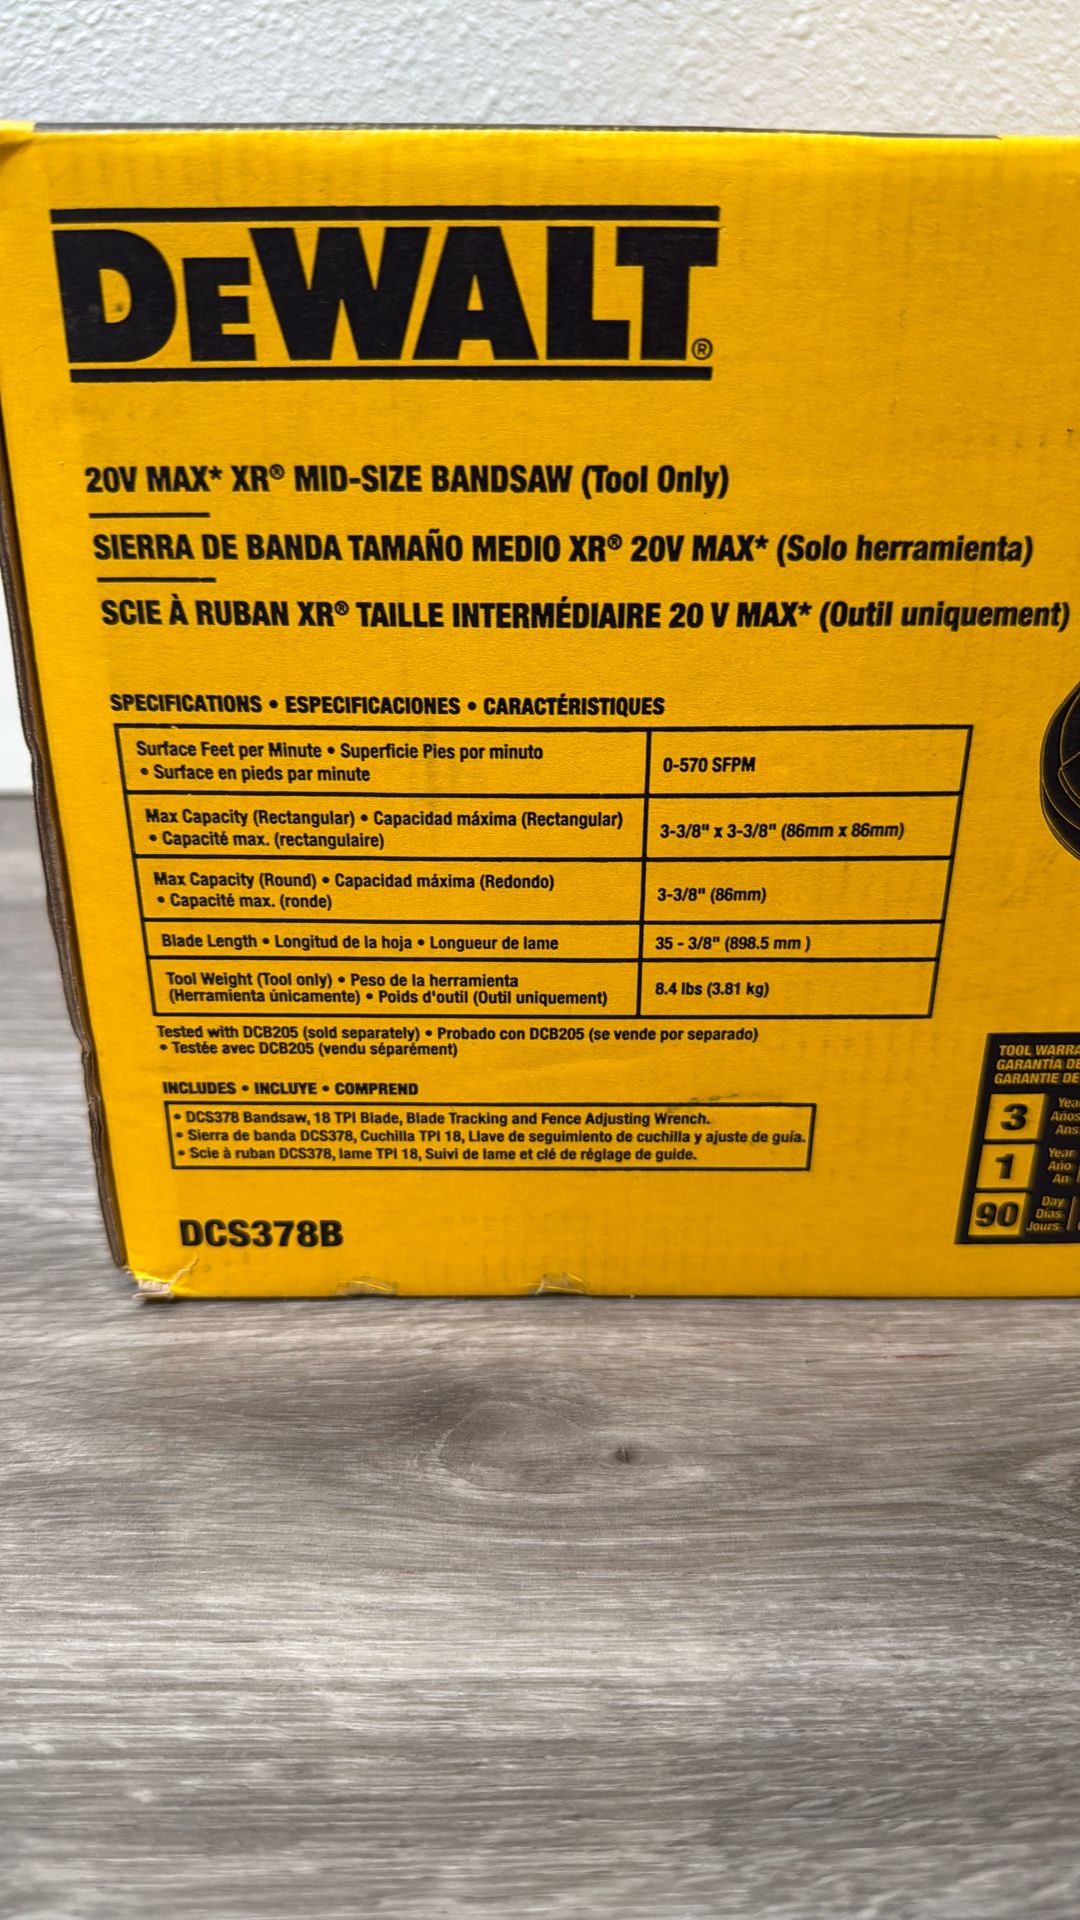 DEWALT®
20V MAX* XR® MID-SIZE BANDSAW (Tool Only)
SIERRA DE BANDA TAMAÑO MEDIO XR® 20V MAX* (Solo herramienta)
SCIE À RUBAN XR® TAILLE INTERMÉDIAIRE 20 V MAX* (Outil uniquement)
SPECIFICATIONS • ESPECIFICACIONES • CARACTÉRISTIQUES
Surface Feet per Minute • Superficie Pies por minuto
• Surface en pieds par minute
0-570 SFPM
Max Capacity (Rectangular) • Capacidad máxima (Rectangular)
• Capacité max. (rectangulaire)
3-3/8" x 3-3/8" (86mm x 86mm)
Max Capacity (Round) • Capacidad máxima (Redondo)
• Capacité max. (ronde)
3-3/8" (86mm)
Blade Length • Longitud de la hoja • Longueur de lame
35 - 3/8" (898.5 mm )
Tool Weight (Tool only) • Peso de la herramienta
(Herramienta únicamente) • Poids d'outil (Outil uniquement)
8.4 lbs (3.81 kg)
Tested with DCB205 (sold separately) • Probado con DCB205 (se vende por separado)
• Testée avec DCB205 (vendu séparément)
INCLUDES • INCLUYE • COMPREND
• DCS378 Bandsaw, 18 TPI Blade, Blade Tracking and Fence Adjusting Wrench.
• Sierra de banda DCS378, Cuchilla TPI 18, Llave de seguimiento de cuchilla y ajuste de guía.
• Scie à ruban DCS378, lame TPI 18, Suivi de lame et clé de réglage de guide.
DCS378B
TOOL
GARANTÍA
GARANTIE DE
3
Años
Ans
1
Year
Año
An
90
Day
Días
Jours